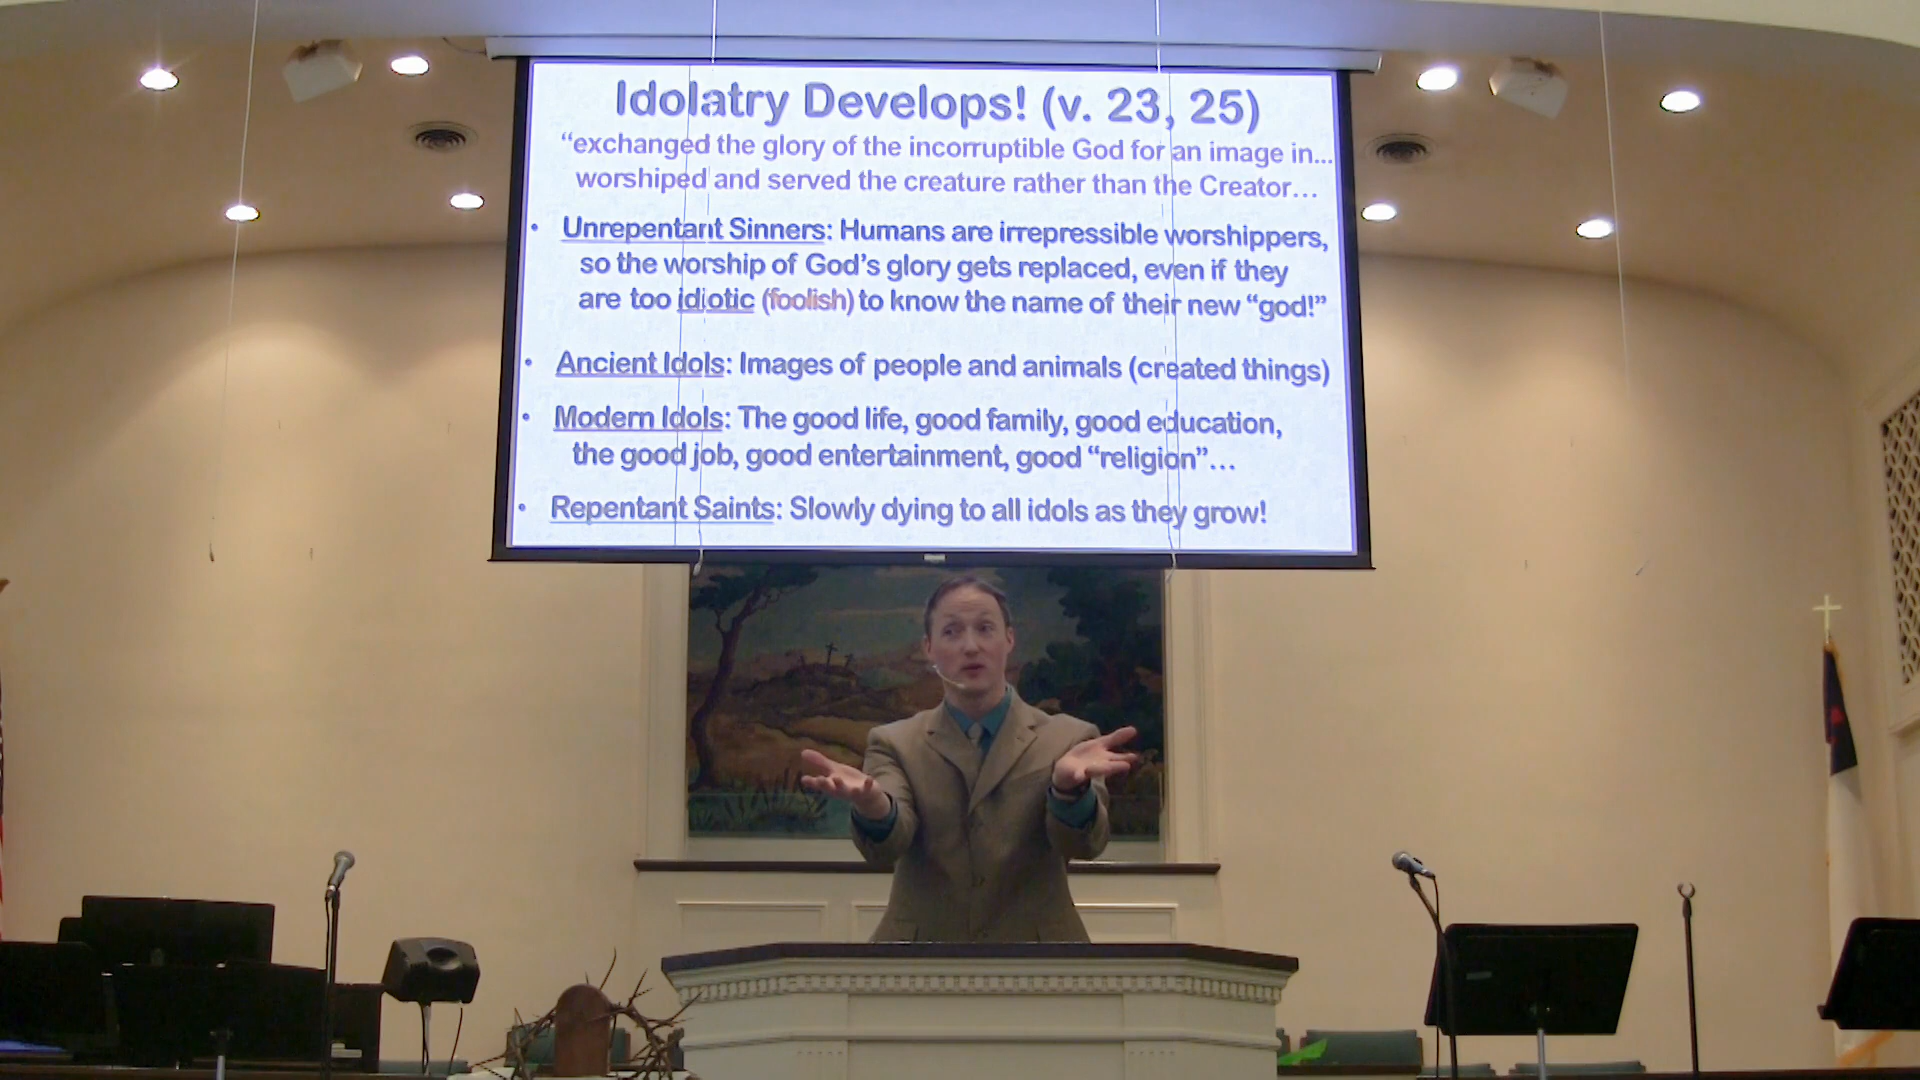 Idolatry Develops! (v. 23, 25)
“exchanged the glory of the incorruptible God for an image in...
worshiped and served the creature rather than the Creator…
• Unrepentant Sinners: Humans are irrepressible worshippers,
so the worship of God’s glory gets replaced, even if they
are too idiotic (foolish) to know the name of their new “god!”
• Ancient Idols: Images of people and animals (created things)
• Modern Idols: The good life, good family, good education,
the good job, good entertainment, good “religion”…
• Repentant Saints: Slowly dying to all idols as they grow!